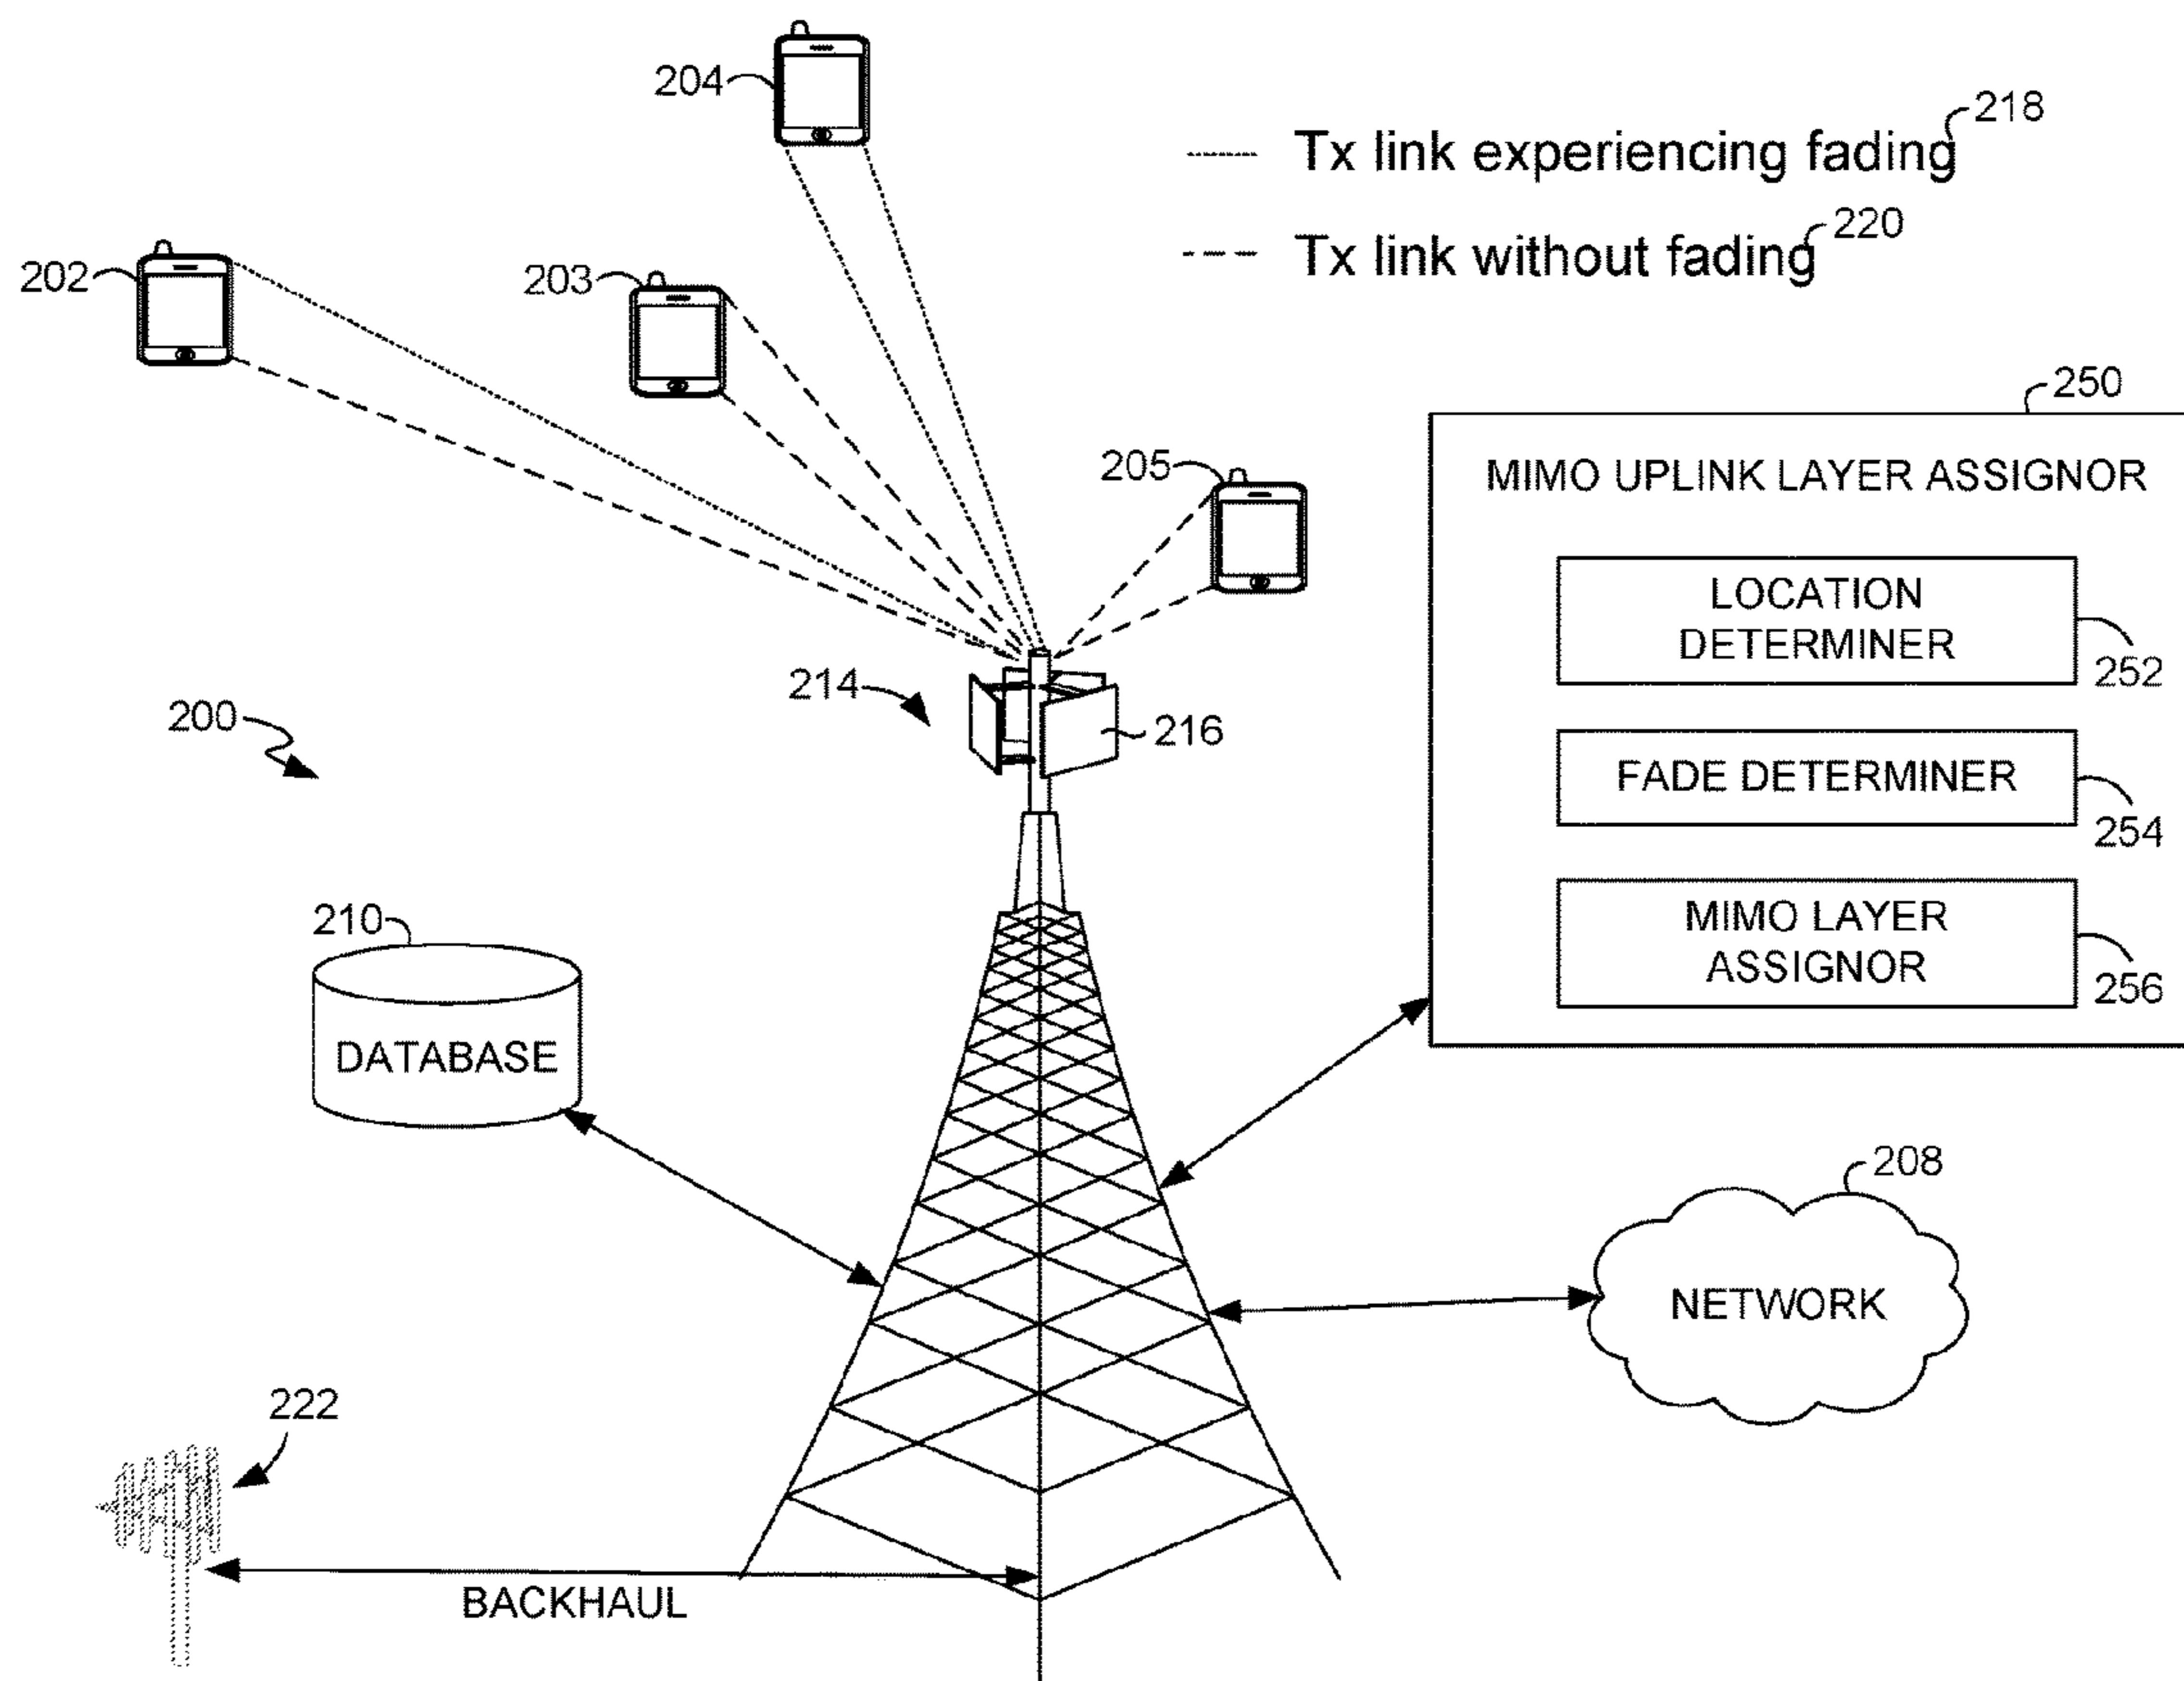 204
218
Tx link experiencing fading
220
Tx link without fading
202
203
205
250
MIMO UPLINK LAYER ASSIGNOR
LOCATION
DETERMINER
252
214
216
200
FADE DETERMINER
254
210
MIMO LAYER
ASSIGNOR
256
DATABASE
208
NETWORK
222
BACKHAUL